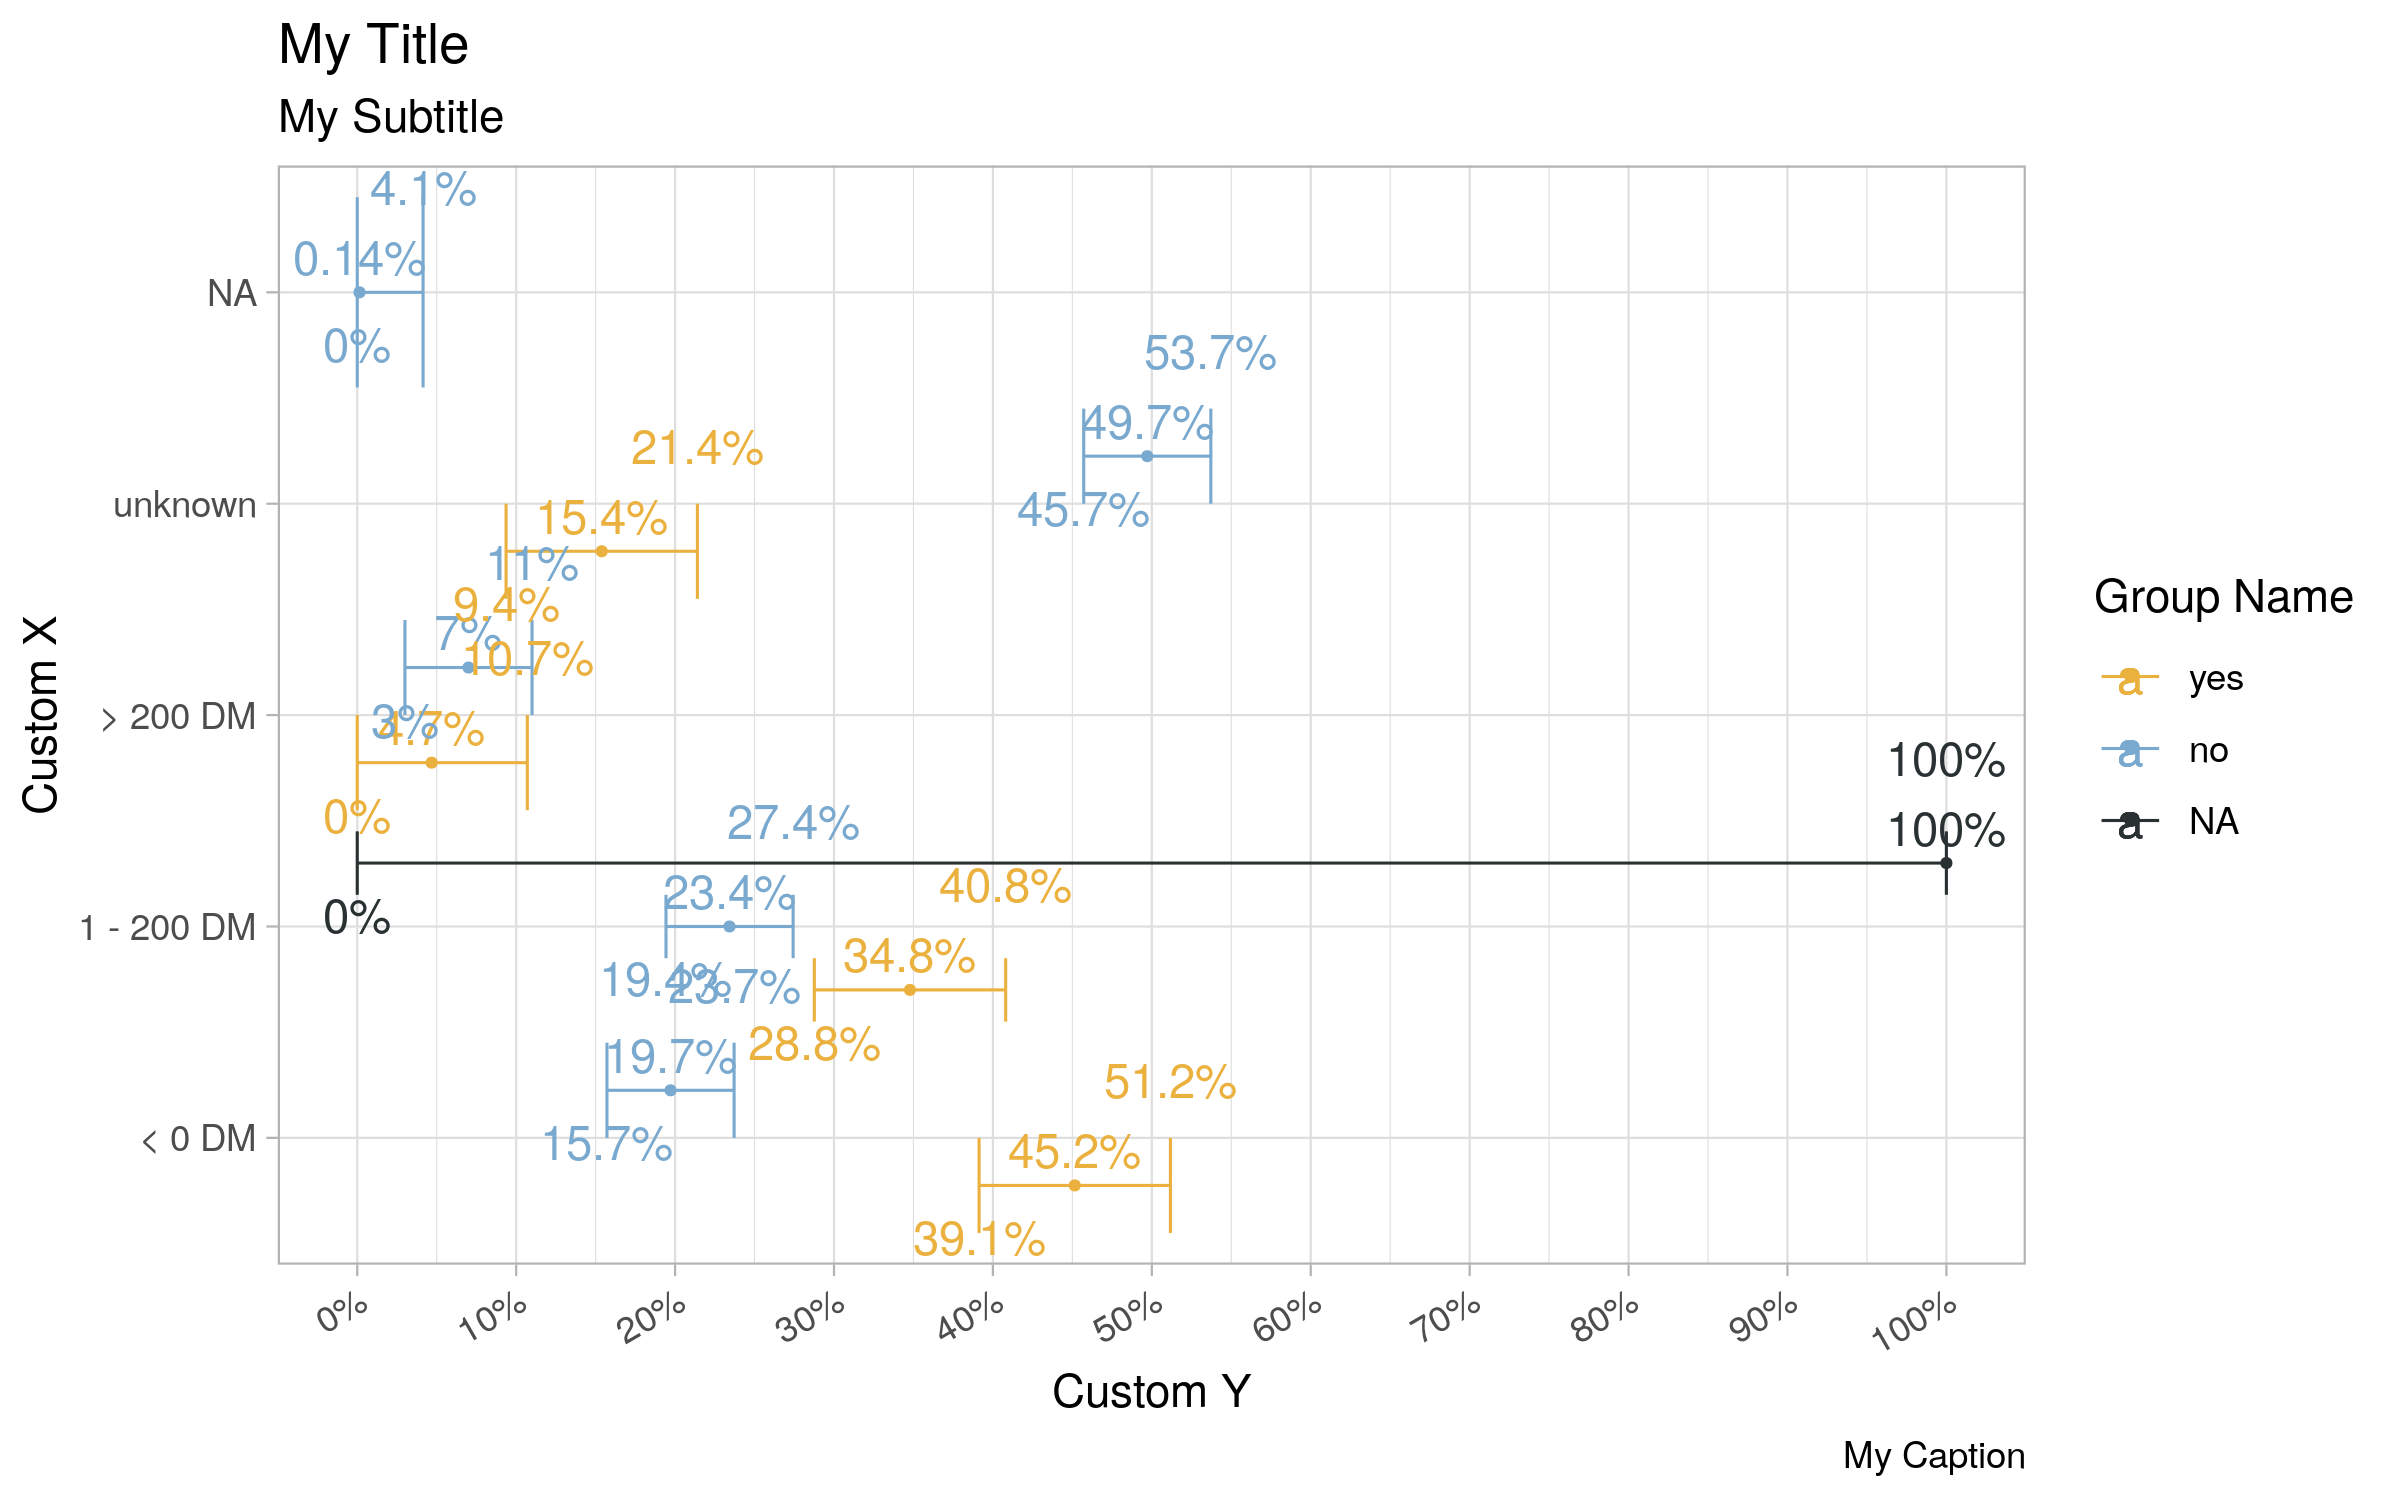 My Title
My Subtitle
4.1%
0.14%
NA
0%
53.7%
49.7%
21.4%
unknown
45.7%
15.4%
11%
9.4%
7%
10.7%
> 200 DM
3%
4.7%
100%
0%
27.4%
100%
23.4%
40.8%
0%
1 - 200 DM
34.8%
19.4%
23.7%
28.8%
19.7%
51.2%
< 0 DM
15.7%
45.2%
39.1%
0%
10%
20%
30%
40%
50%
60%
70%
80%
90%
100%
Custom X
Custom Y
Group Name
a yes
a no
a NA
My Caption